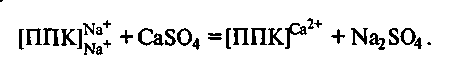 [ППК]Na⁺Na⁺ + CaSO₄ = [ППК]Ca²⁺ + Na₂SO₄.